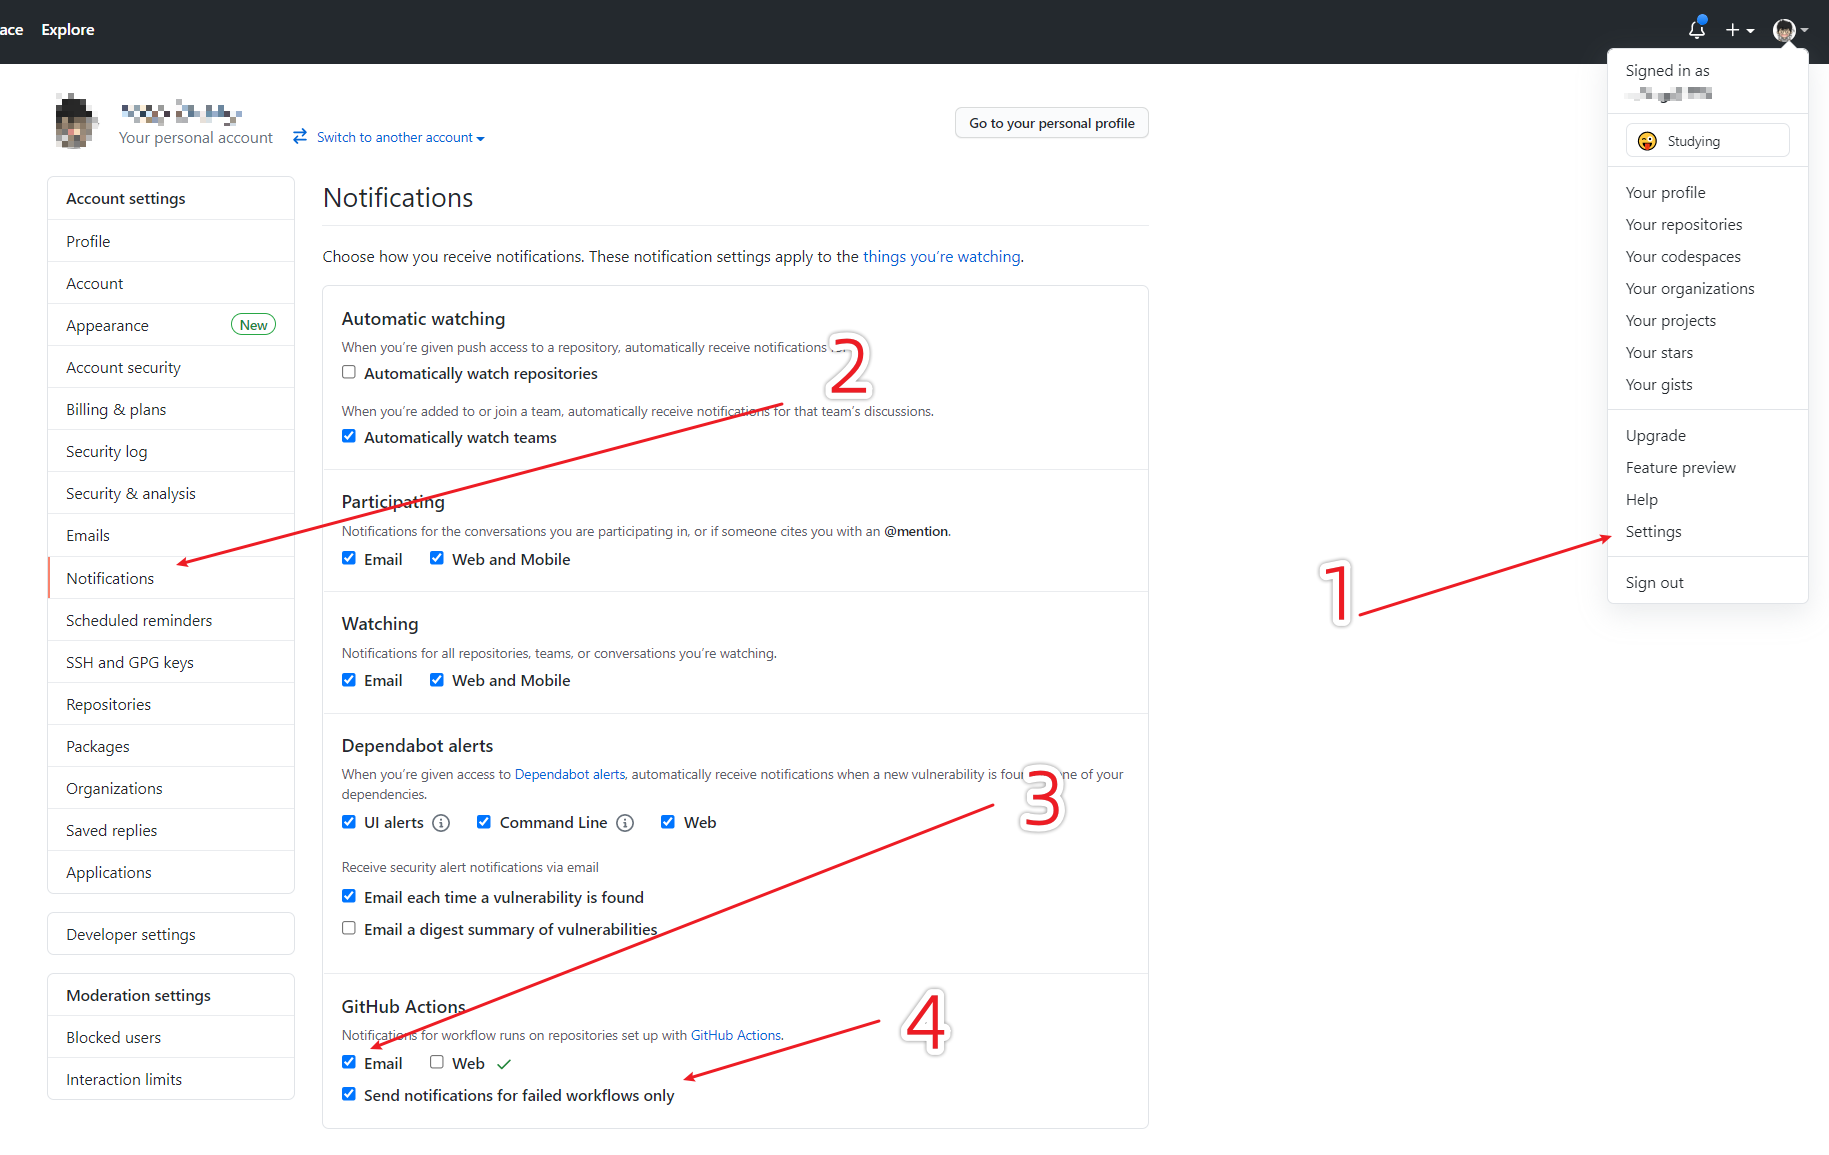 ace Explore
Your personal account Switch to another account
Go to your personal profile
Account settings
Profile
Account
Appearance New
Account security
Billing & plans
Security log
Security & analysis
Emails
Notifications
Scheduled reminders
SSH and GPG keys
Repositories
Packages
Organizations
Saved replies
Applications
Developer settings
Moderation settings
Blocked users
Interaction limits
Notifications
Choose how you receive notifications. These notification settings apply to the things you're watching.
Automatic watching
When you're given push access to a repository, automatically receive notifications
Automatically watch repositories
When you're added to or join a team, automatically receive notifications for that team's discussions.
Automatically watch teams
Participating
Notifications for the conversations you are participating in, or if someone cites you with an @mention.
Email Web and Mobile
Watching
Notifications for all repositories, teams, or conversations you're watching.
Email Web and Mobile
Dependabot alerts
When you're given access to Dependabot alerts, automatically receive notifications when a new vulnerability is found in one of your
dependencies.
UI alerts Command Line Web
Receive security alert notifications via email
Email each time a vulnerability is found
Email a digest summary of vulnerabilities
GitHub Actions
Notifications for workflow runs on repositories set up with GitHub Actions.
Email Web
Send notifications for failed workflows only
2
3
4
1
Signed in as
Studying
Your profile
Your repositories
Your codespaces
Your organizations
Your projects
Your stars
Your gists
Upgrade
Feature preview
Help
Settings
Sign out